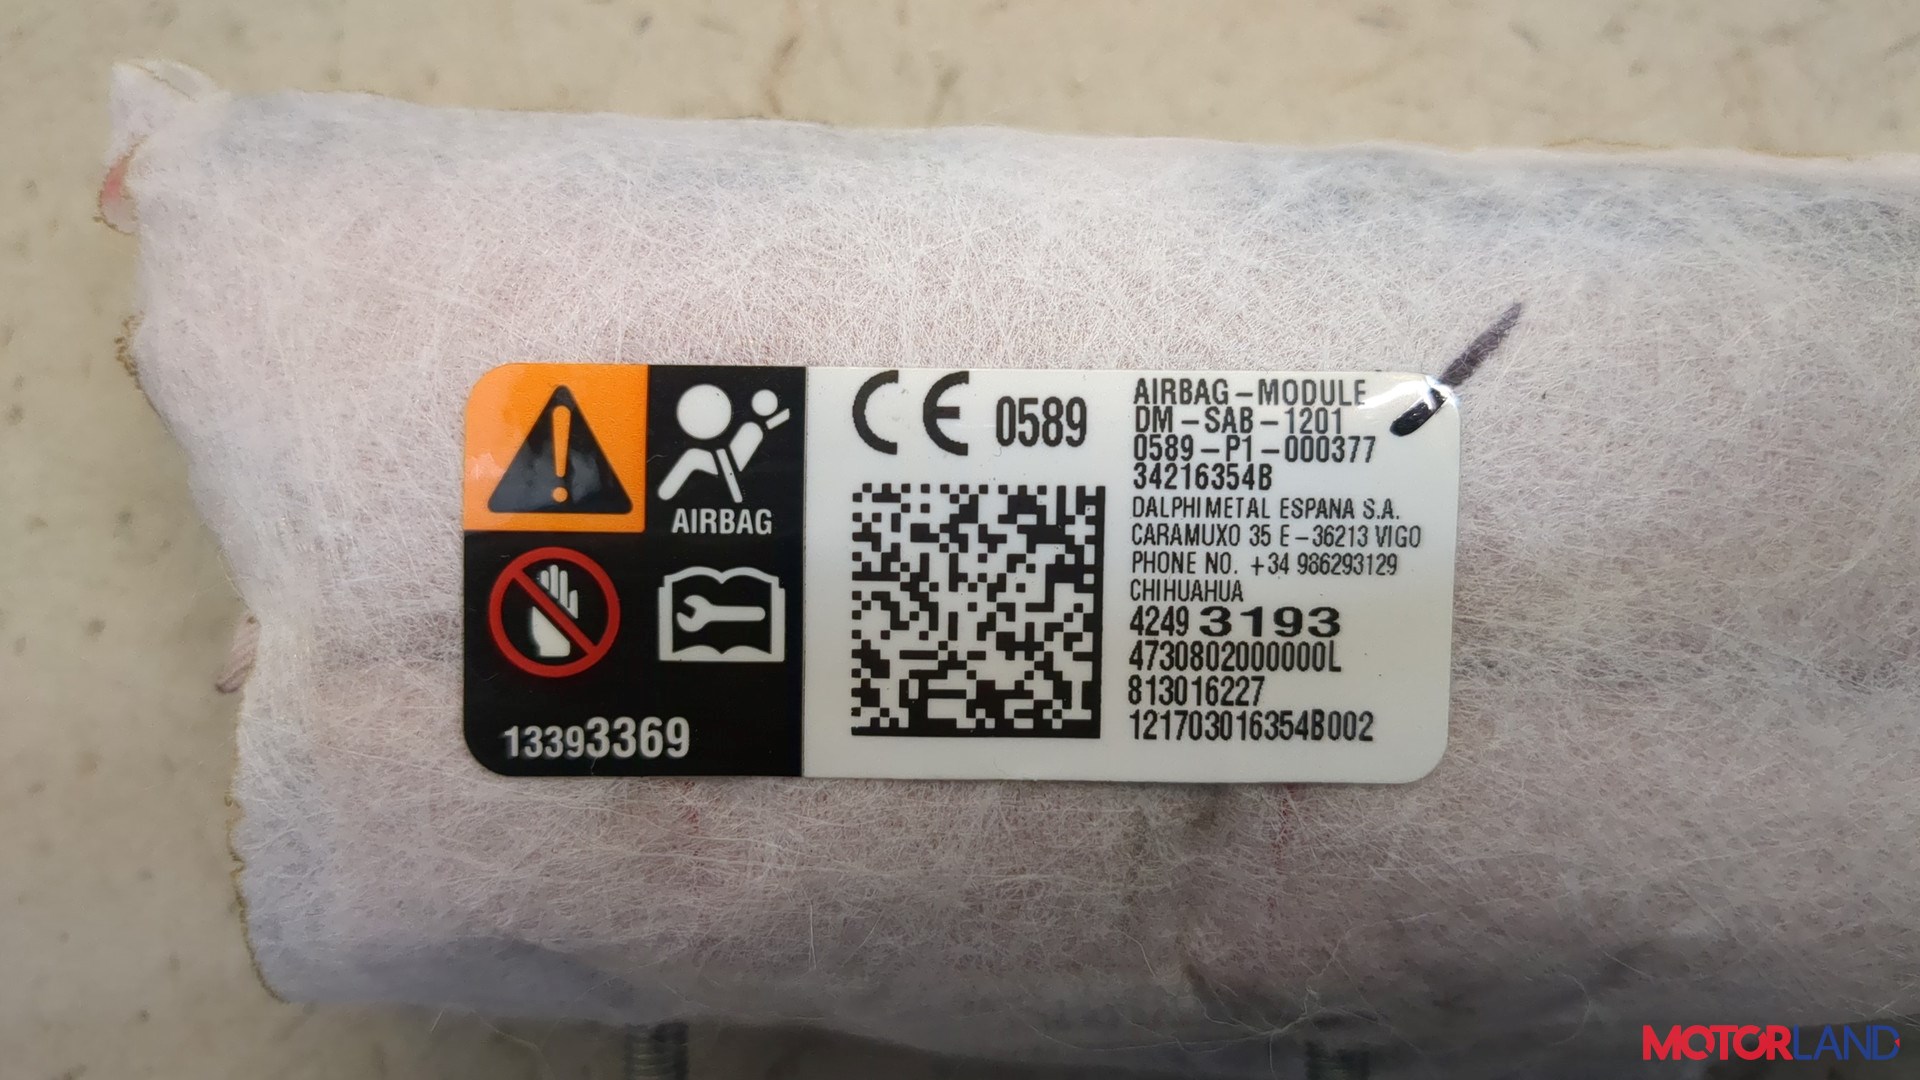 AIRBAG
13393369
CE 0589
AIRBAG-MODULE
DM-SAB-1201
0589-P1-000377
34216354B
DALPHIMETAL ESPANA S.A.
CARAMUXO 35 E-36213 VIGO
PHONE NO. +34 986293129
CHIHUAHUA
4249 3193
4730802000000L
813016227
121703016354B002
MOTORLAND